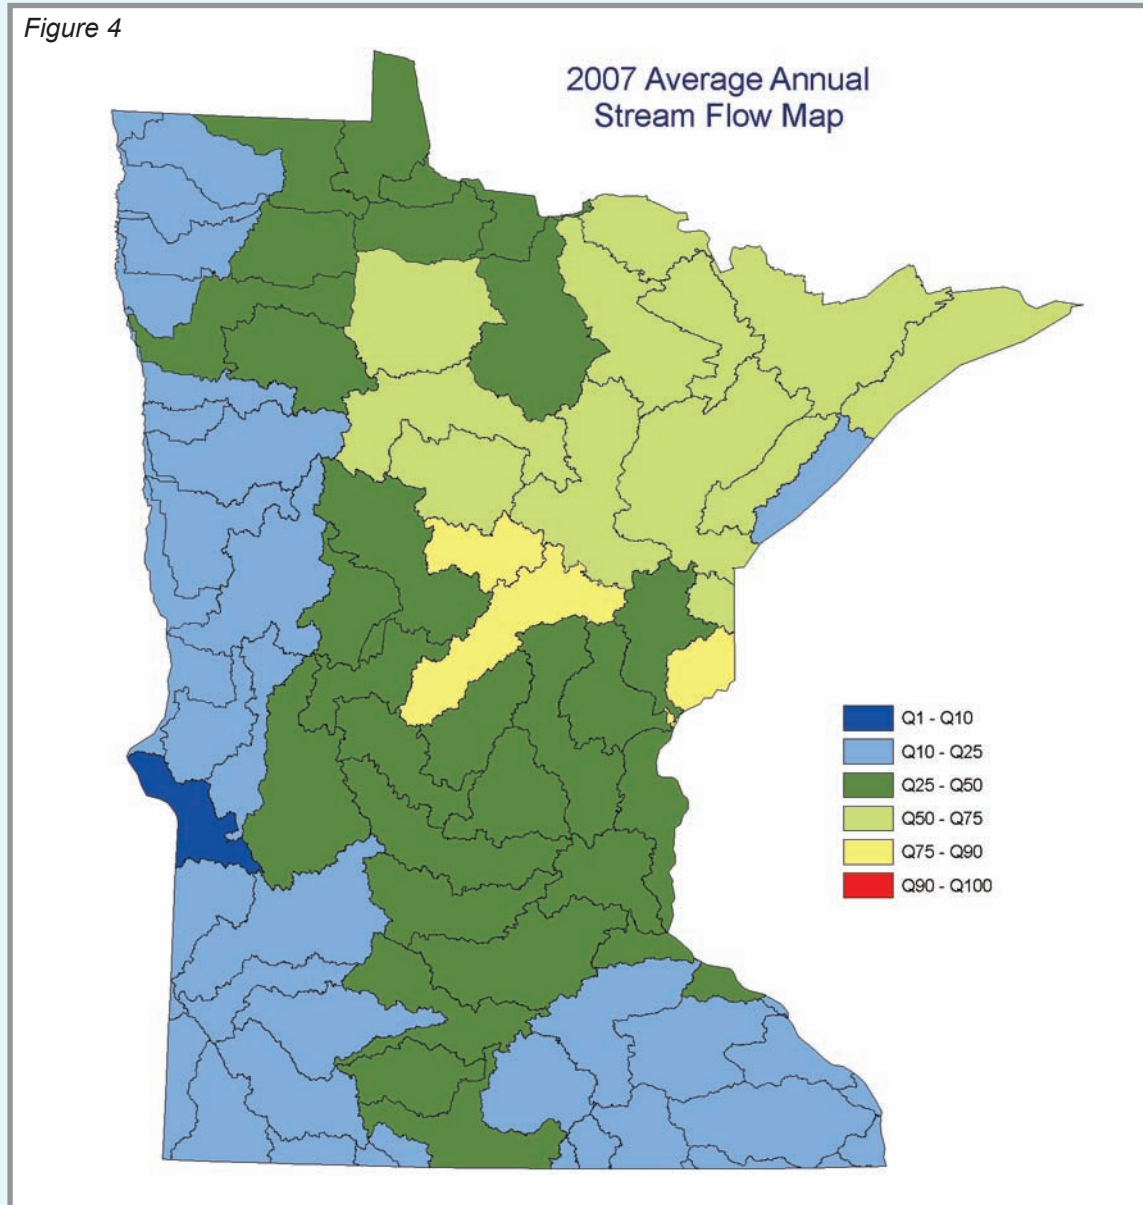 Figure 4
2007 Average Annual
Stream Flow Map
Q1 - Q10
Q10 - Q25
Q25 - Q50
Q50 - Q75
Q75 - Q90
Q90 - Q100